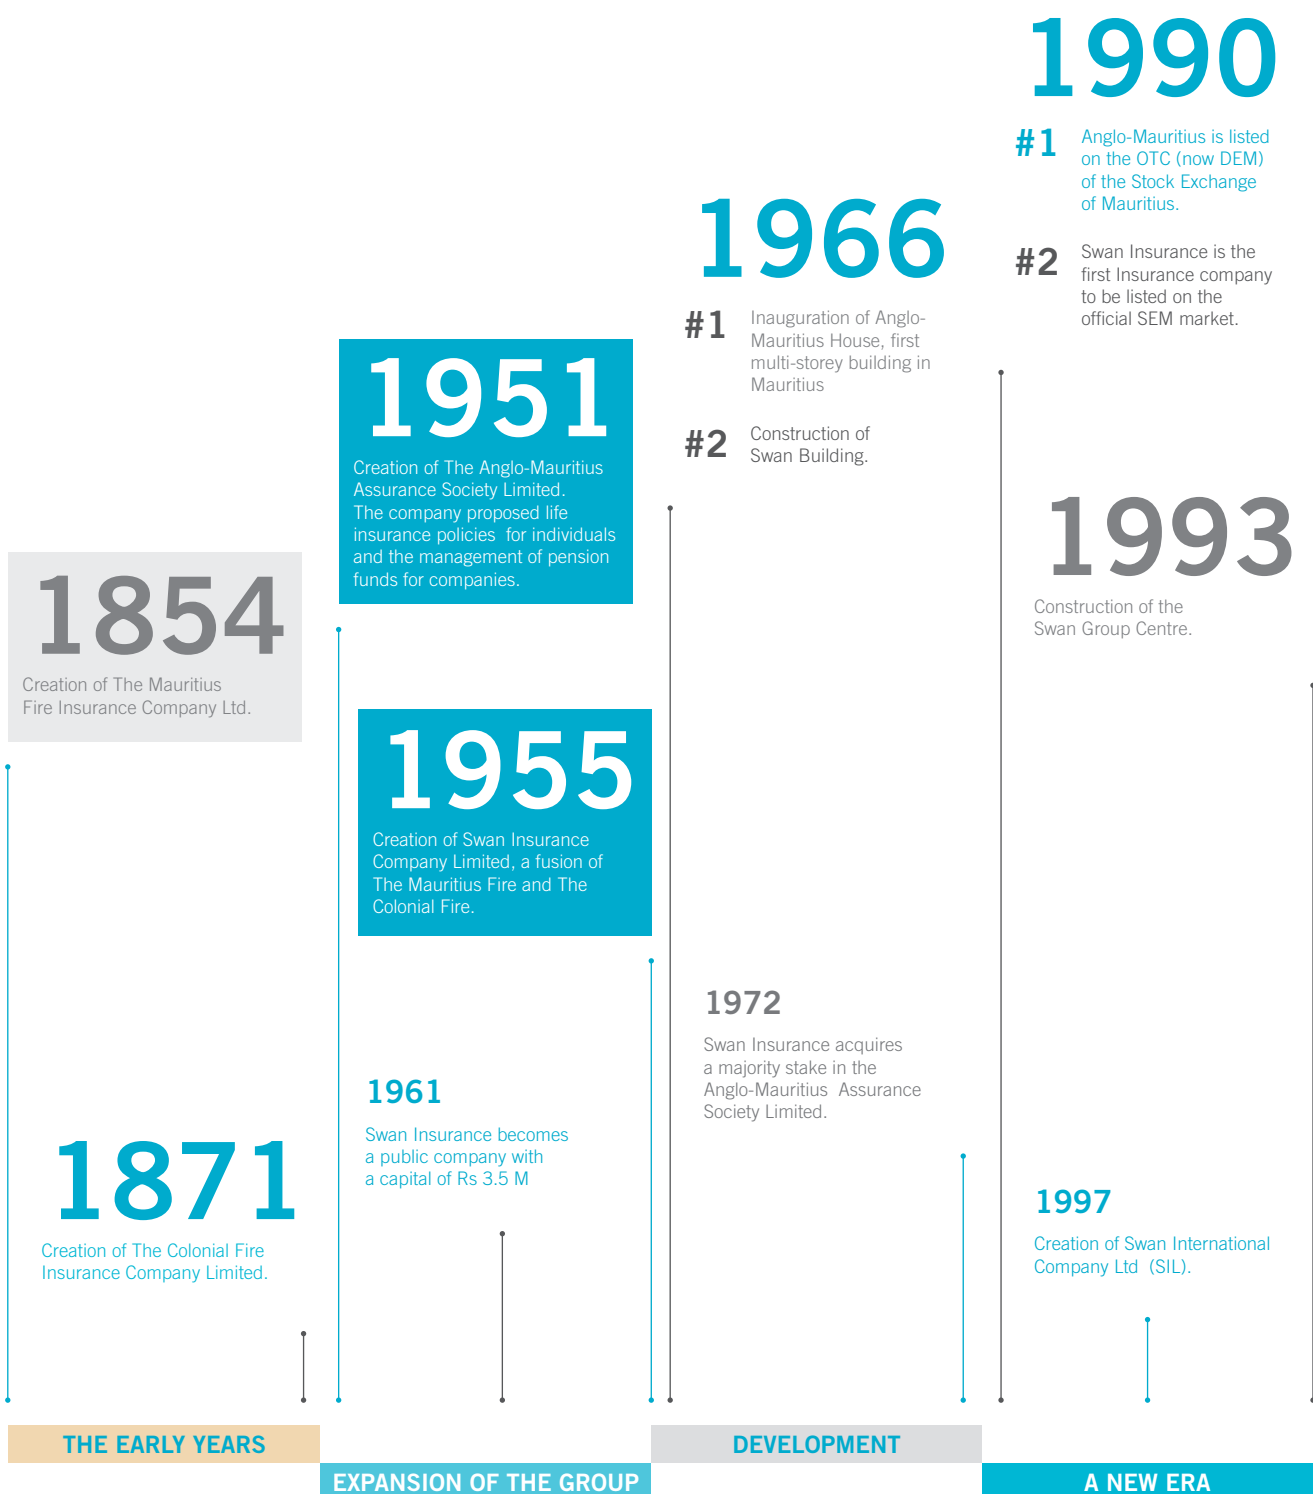 1854
Creation of The Mauritius
Fire Insurance Company Ltd.
1871
Creation of The Colonial Fire
Insurance Company Limited.
THE EARLY YEARS
1951
Creation of The Anglo-Mauritius
Assurance Society Limited.
The company proposed life
insurance policies for individuals
and the management of pension
funds for companies.
1955
Creation of Swan Insurance
Company Limited, a fusion of
The Mauritius Fire and The
Colonial Fire.
1961
Swan Insurance becomes
a public company with
a capital of Rs 3.5 M
EXPANSION OF THE GROUP
1966
#1 Inauguration of Anglo-
Mauritius House, first
multi-storey building in
Mauritius
#2 Construction of
Swan Building.
1972
Swan Insurance acquires
a majority stake in the
Anglo-Mauritius Assurance
Society Limited.
DEVELOPMENT
1990
#1 Anglo-Mauritius is listed
on the OTC (now DEM)
of the Stock Exchange
of Mauritius.
#2 Swan Insurance is the
first Insurance company
to be listed on the
official SEM market.
1993
Construction of the
Swan Group Centre.
1997
Creation of Swan International
Company Ltd (SIL).
A NEW ERA